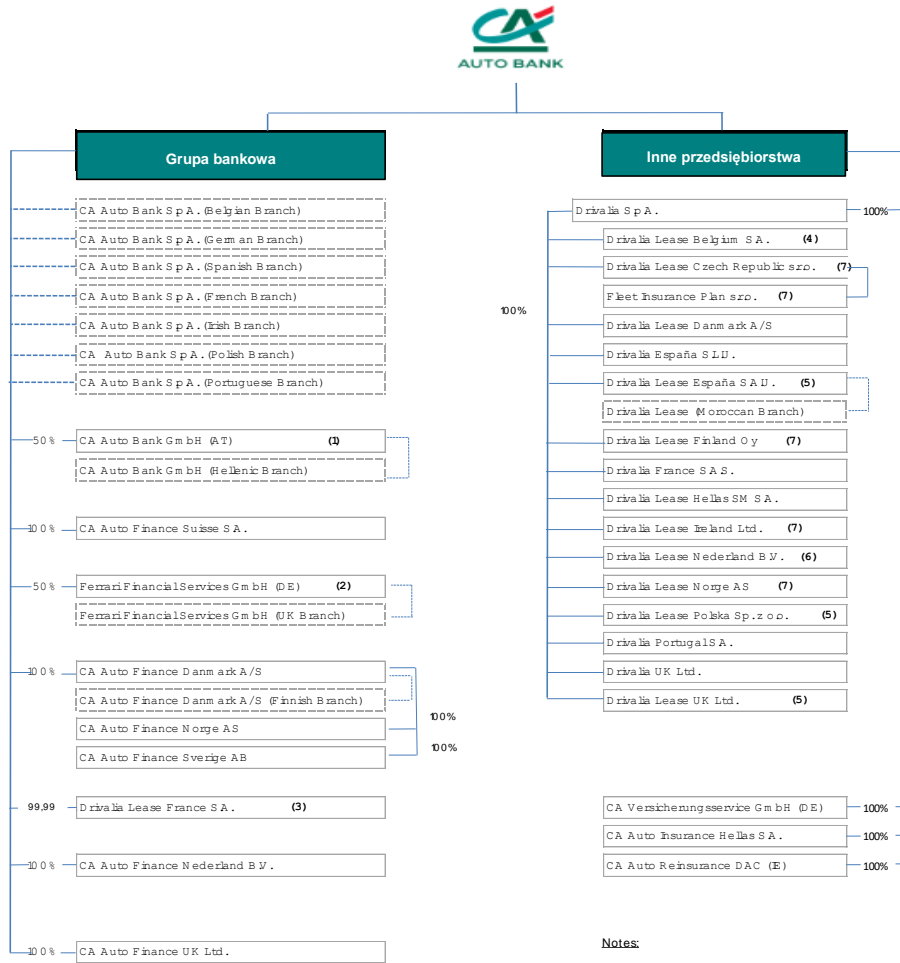 CA
AUTO BANK
Grupa bankowa
CA Auto Bank S.p.A. (Belgian Branch)
CA Auto Bank S.p.A. (German Branch)
CA Auto Bank S.p.A. (Spanish Branch)
CA Auto Bank S.p.A. (French Branch)
CA Auto Bank S.p.A. (Irish Branch)
CA Auto Bank S.p.A. (Polish Branch)
CA Auto Bank S.p.A. (Portuguese Branch)
50% CA Auto Bank GmbH (AT) (1)
CA Auto Bank GmbH (Hellenic Branch)
100% CA Auto Finance Suisse SA.
50% Ferrari Financial Services GmbH (DE) (2)
Ferrari Financial Services GmbH (UK Branch)
100% CA Auto Finance Danmark A/S
CA Auto Finance Danmark A/S (Finnish Branch)
100%
CA Auto Finance Norge AS
100%
CA Auto Finance Sverige AB
99,99 Drivalia Lease France SA. (3)
100% CA Auto Finance Nederland B.V.
100% CA Auto Finance UK Ltd.
Inne przedsiębiorstwa
Drivalia S.p.A. 100%
100%
Drivalia Lease Belgium S.A. (4)
Drivalia Lease Czech Republic s.r.o. (7)
Fleet Insurance Plan s.r.o. (7)
Drivalia Lease Danmark A/S
Drivalia España S.L.U.
Drivalia Lease España S.A.U. (5)
Drivalia Lease (Moroccan Branch)
Drivalia Lease Finland Oy (7)
Drivalia France S.A.S.
Drivalia Lease Hellas SM S.A.
Drivalia Lease Ireland Ltd. (7)
Drivalia Lease Nederland B.V. (6)
Drivalia Lease Norge AS (7)
Drivalia Lease Polska Sp. z o.o. (5)
Drivalia Portugal S.A.
Drivalia UK Ltd.
Drivalia Lease UK Ltd. (5)
CA Versicherungsservice GmbH (DE) 100%
CA Auto Insurance Hellas S.A. 100%
CA Auto Reinsurance DAC (IE) 100%
Notes: